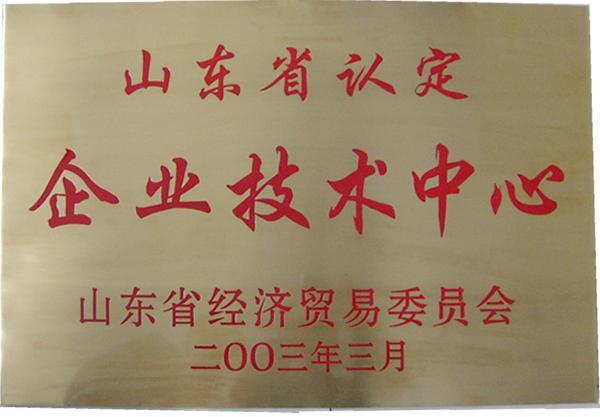 山东省认定
企业技术中心
山东省经济贸易委员会
二OO三年三月